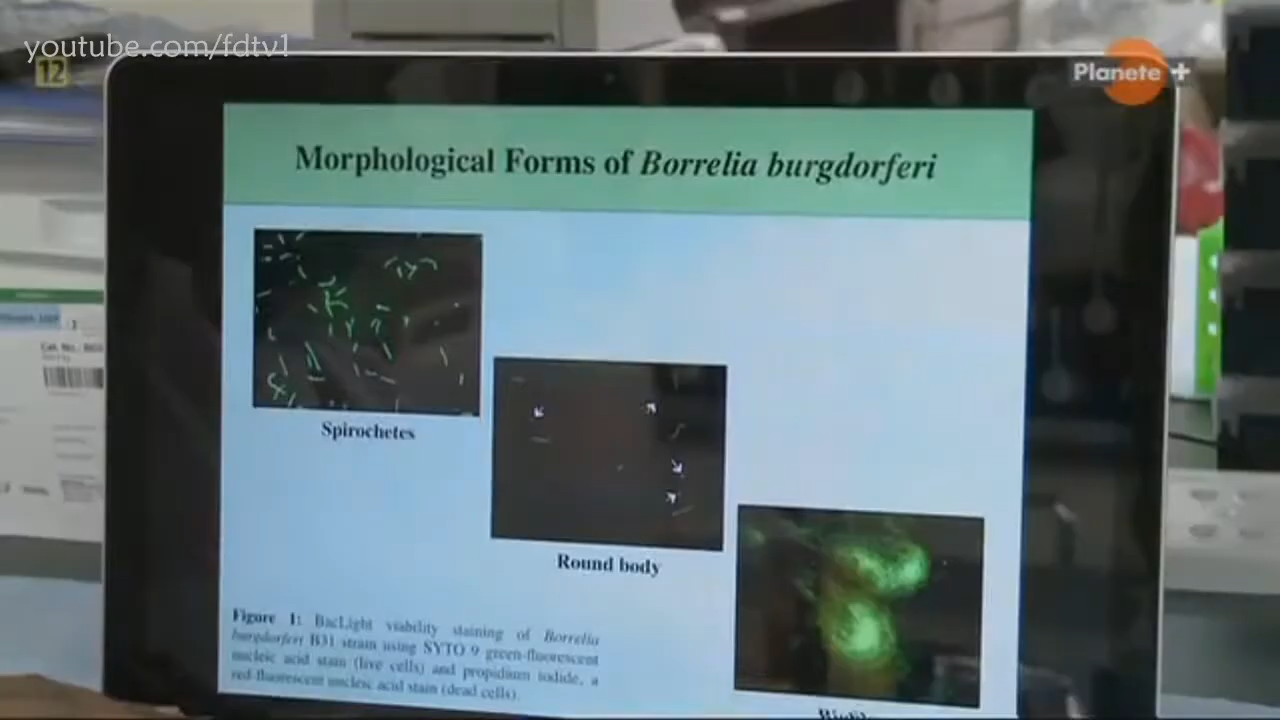 youtube.com/fdtv1
12
Planete +
Morphological Forms of Borrelia burgdorferi
Spirochetes
Round body
Figure 1: BacLight viability staining of Borrelia
burgdorferi B31 strain using SYTO 9 green-fluorescent
nucleic acid stain (live cells) and propidium iodide, a
red-fluorescent nucleic acid stain (dead cells).